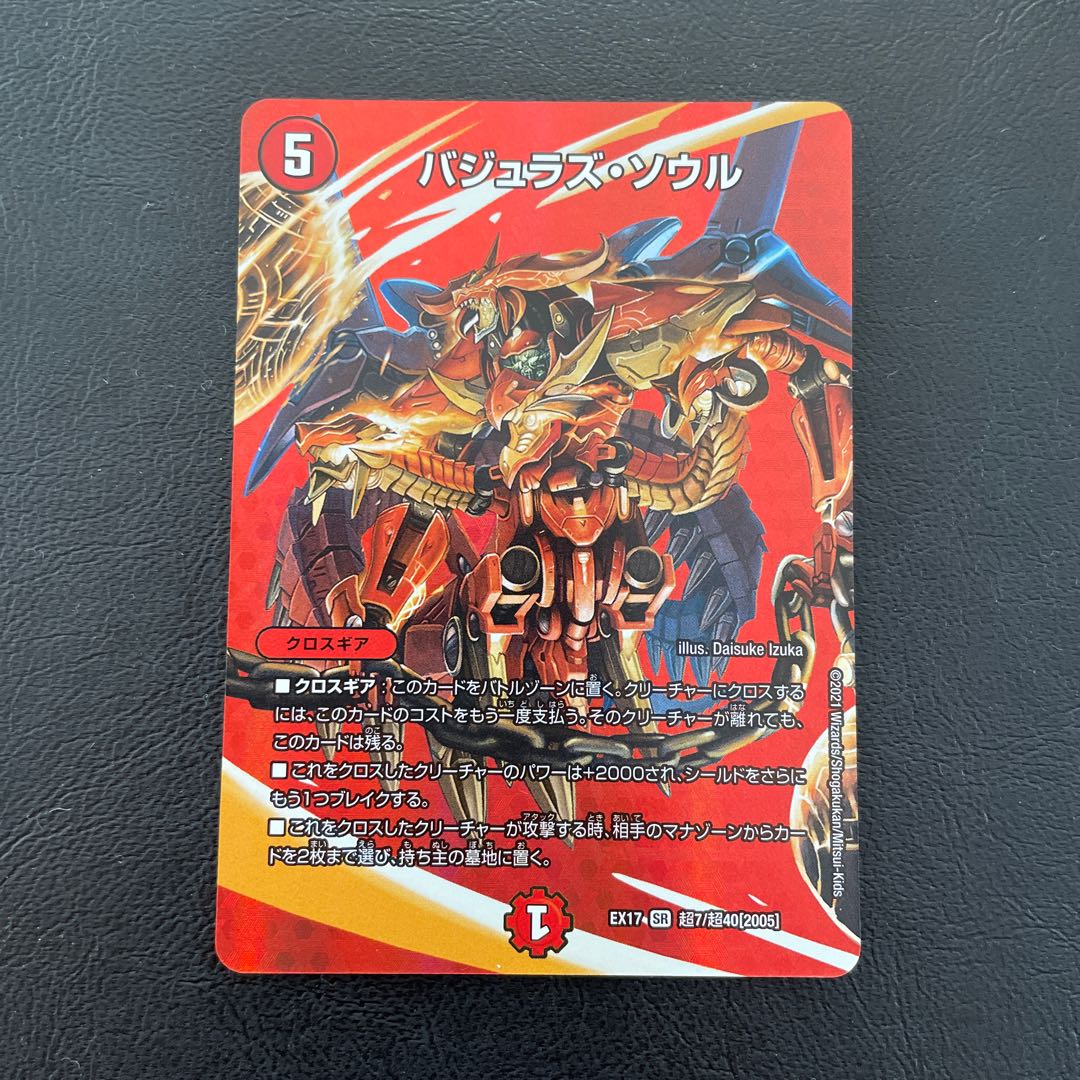 5
バジュラズ・ソウル
クロスギア
illus. Daisuke Izuka
■ クロスギア：このカードをバトルゾーンに置く。クリーチャーにクロスする
には、このカードのコストをもう一度支払う。そのクリーチャーが離れても、
このカードは残る。
■ これをクロスしたクリーチャーのパワーは+2000され、シールドをさらに
もう1つブレイクする。
■ これをクロスしたクリーチャーが攻撃する時、相手のマナゾーンからカー
ドを2枚まで選び、持ち主の墓地に置く。
1
EX17 SR 超7/超40[2005]
©2021 Wizards/Shogakukan/Mitsui-Kids